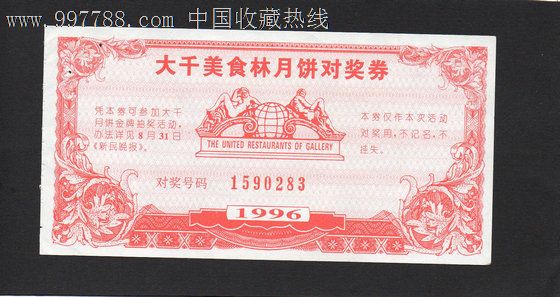 www.997788.com 中国收藏热线
大千美食林月饼对奖券
凭本券可参加大千
月饼金牌抽奖活动，
办法详见8月31日
《新民晚报》。
THE UNITED RESTAURANTS OF GALLERY
本券仅作本次活动
对奖用，不记名，不
挂失。
对奖号码 1590283
1996